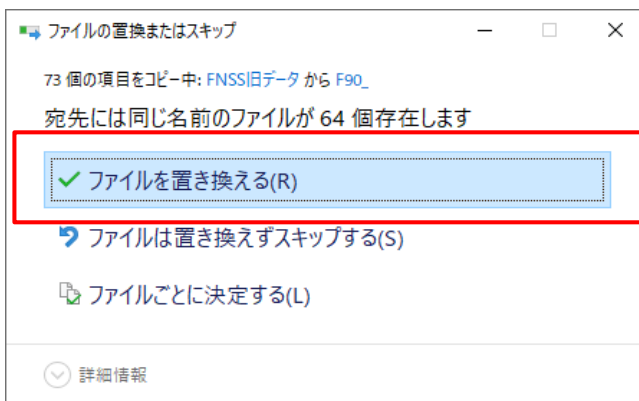 ファイルの置換またはスキップ
73 個の項目をコピー中: FNSS旧データ から F90_
宛先には同じ名前のファイルが 64 個存在します
ファイルを置き換える(R)
ファイルは置き換えずスキップする(S)
ファイルごとに決定する(L)
詳細情報